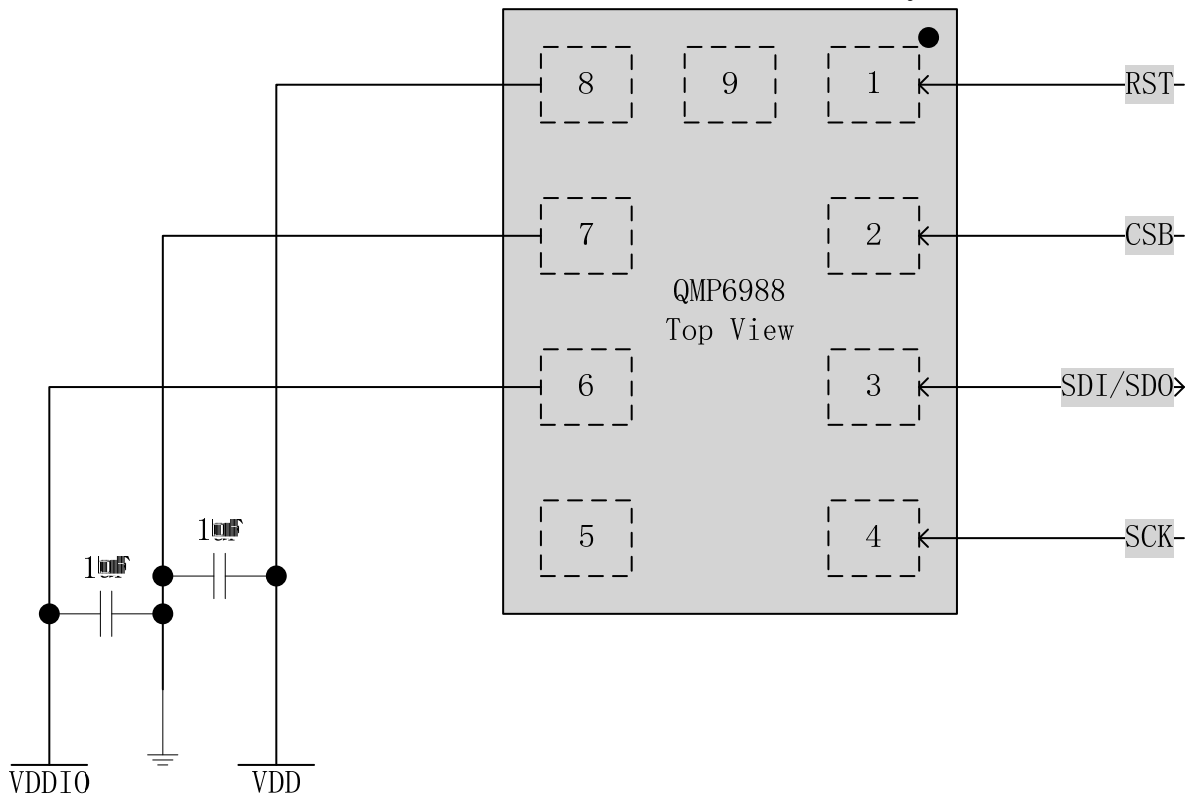 8 9 1 RST
7 2 CSB
QMP6988
Top View
6 3 SDI/SDO
5 4 SCK
VDDIO VDD